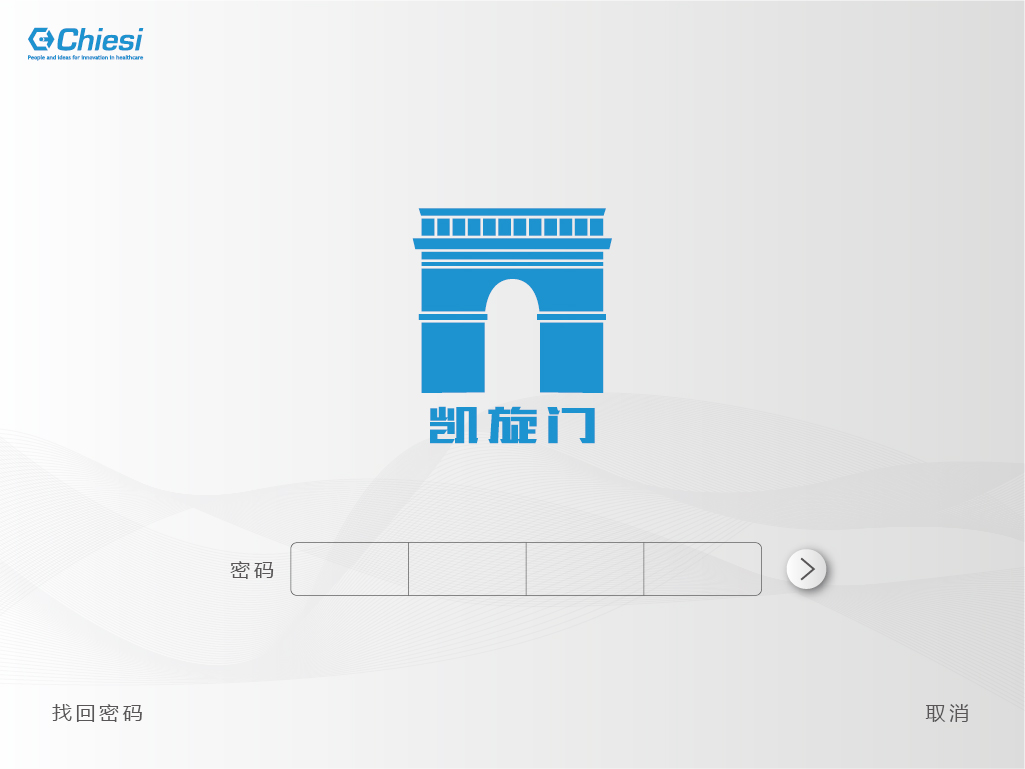 Chiesi
People and ideas for innovation in healthcare
凯旋门
密码
找回密码
取消